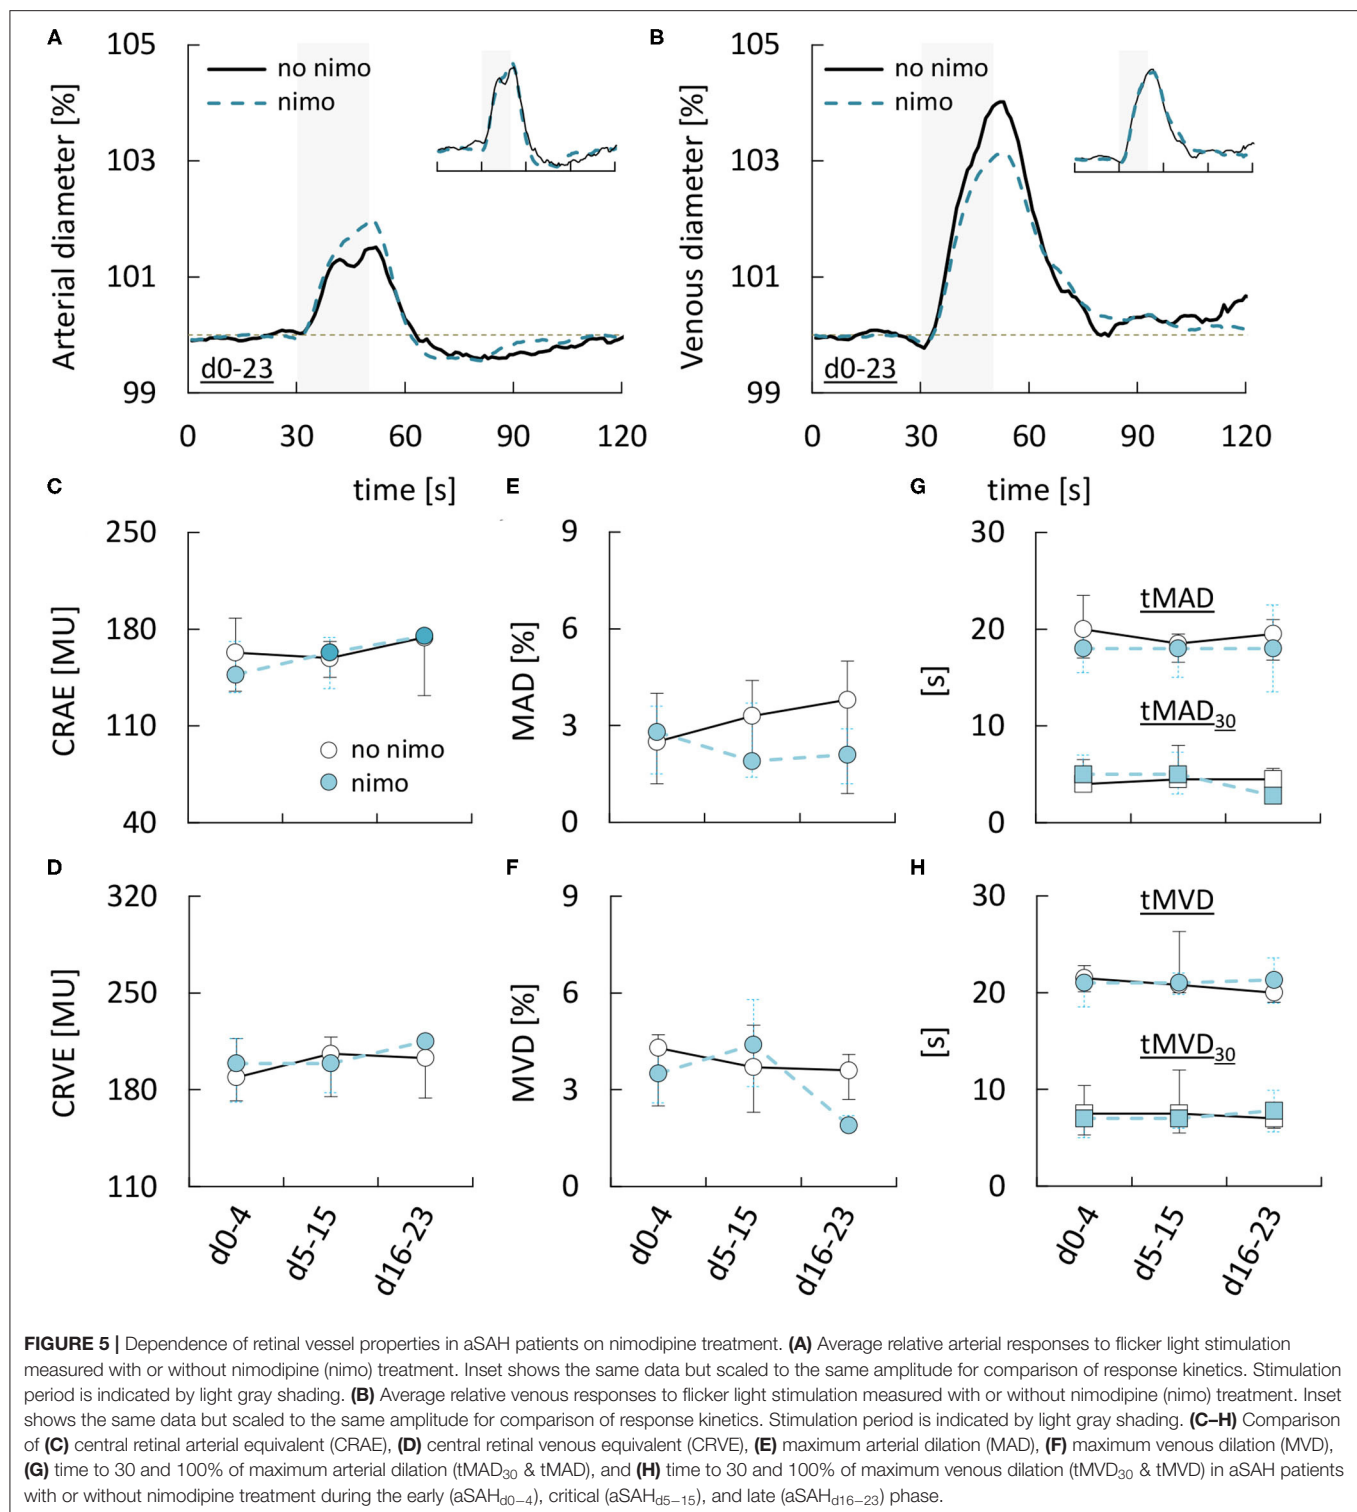 A
105
103
101
99
Arterial diameter [%]
no nimo
nimo
d0-23
0 30 60 90 120
time [s]
B
105
103
101
99
Venous diameter [%]
no nimo
nimo
d0-23
0 30 60 90 120
time [s]
C
250
180
110
40
CRAE [MU]
no nimo
nimo
E
9
6
3
0
MAD [%]
G
30
20
10
0
[s]
tMAD
tMAD30
D
320
250
180
110
CRVE [MU]
d0-4
d5-15
d16-23
F
9
6
3
0
MVD [%]
d0-4
d5-15
d16-23
H
30
20
10
0
[s]
tMVD
tMVD30
d0-4
d5-15
d16-23
FIGURE 5 | Dependence of retinal vessel properties in aSAH patients on nimodipine treatment. (A) Average relative arterial responses to flicker light stimulation
measured with or without nimodipine (nimo) treatment. Inset shows the same data but scaled to the same amplitude for comparison of response kinetics. Stimulation
period is indicated by light gray shading. (B) Average relative venous responses to flicker light stimulation measured with or without nimodipine (nimo) treatment. Inset
shows the same data but scaled to the same amplitude for comparison of response kinetics. Stimulation period is indicated by light gray shading. (C–H) Comparison
of (C) central retinal arterial equivalent (CRAE), (D) central retinal venous equivalent (CRVE), (E) maximum arterial dilation (MAD), (F) maximum venous dilation (MVD),
(G) time to 30 and 100% of maximum arterial dilation (tMAD30 & tMAD), and (H) time to 30 and 100% of maximum venous dilation (tMVD30 & tMVD) in aSAH patients
with or without nimodipine treatment during the early (aSAHd0–4), critical (aSAHd5–15), and late (aSAHd16–23) phase.